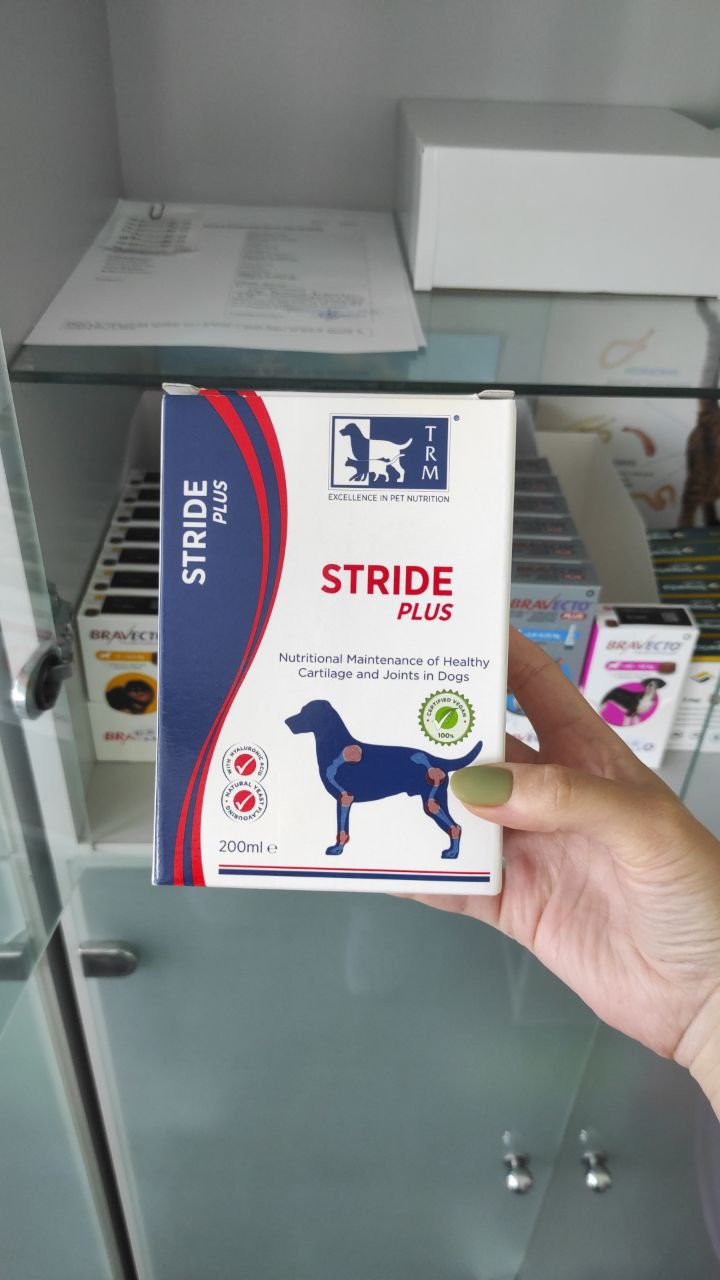 STRIDE
PLUS
TRM
®
EXCELLENCE IN PET NUTRITION
STRIDE
PLUS
Nutritional Maintenance of Healthy
Cartilage and Joints in Dogs
CERTIFIED VEGAN
100%
WITH HYALURONIC ACID
NATURAL YEAST FLAVOURING
200ml ℮
BRAVECTO
BRAVECTO
PLUS
BRAVECTO